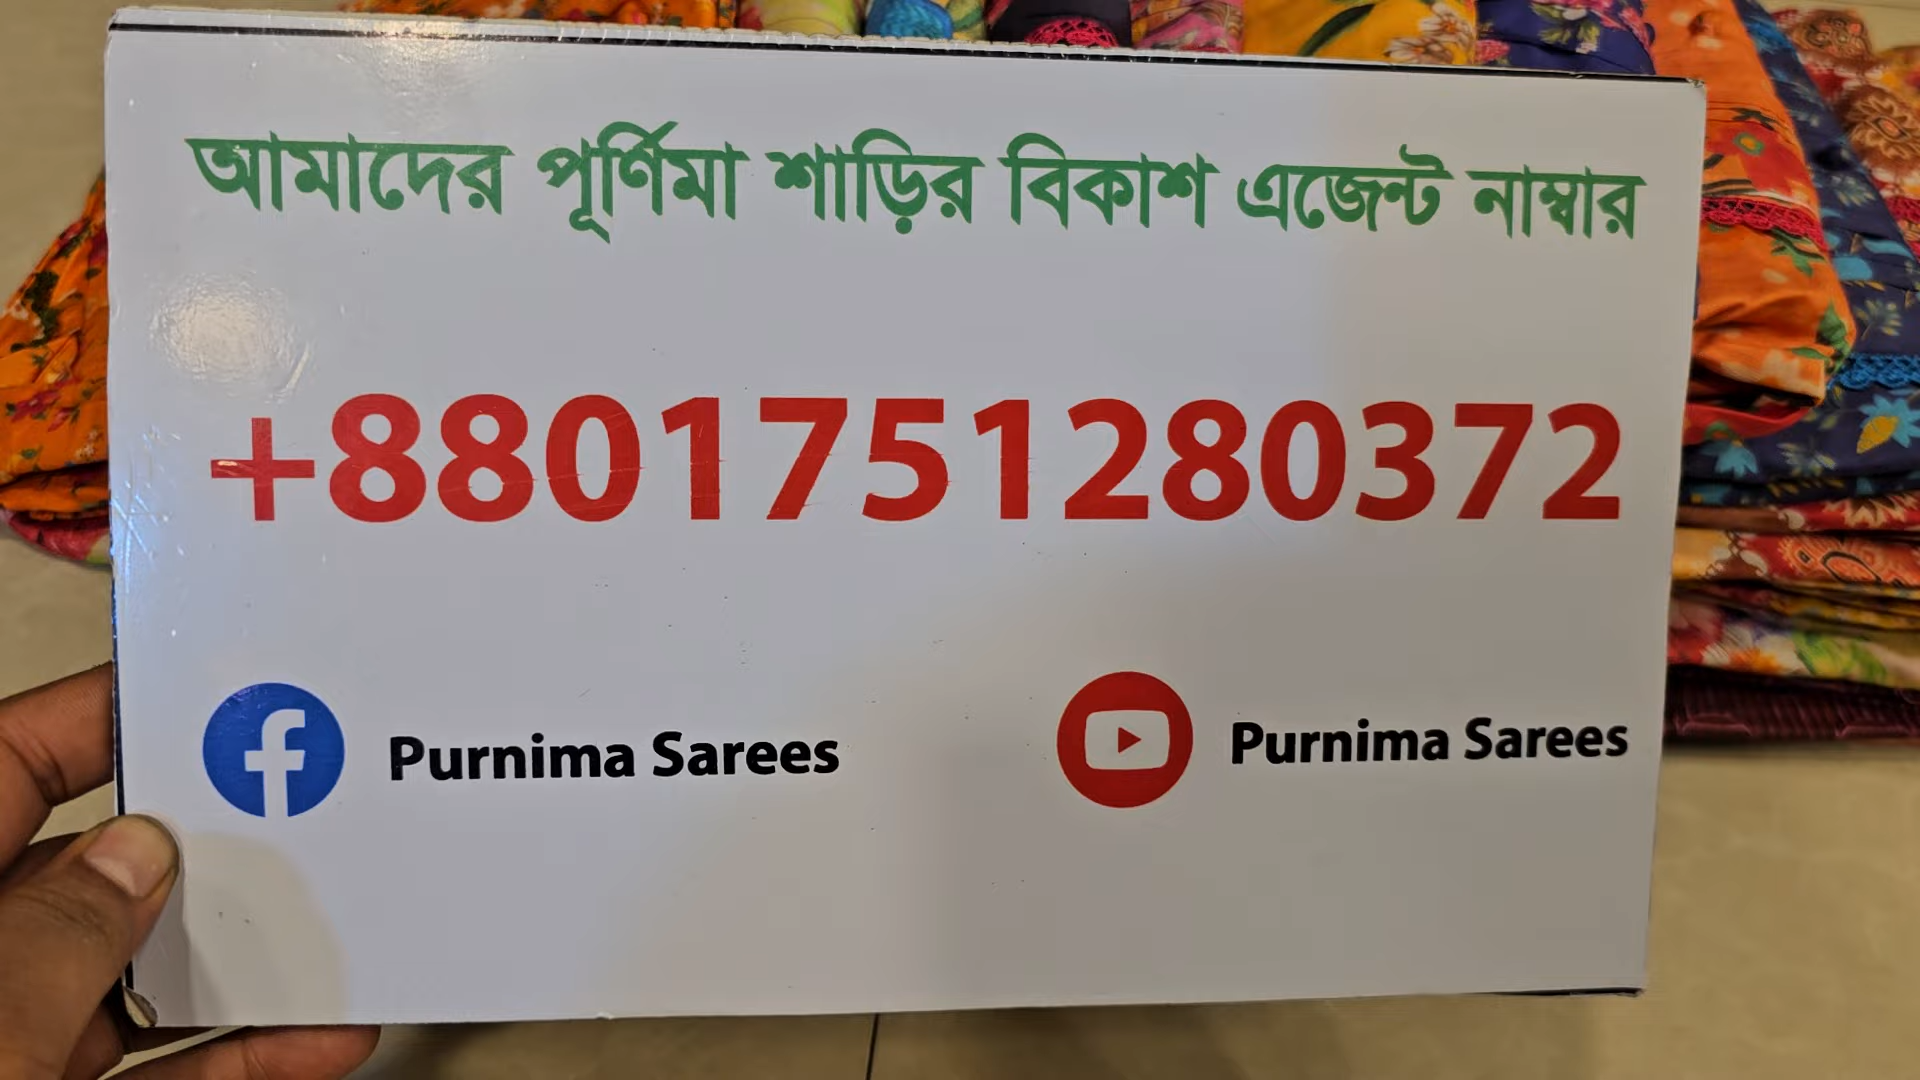 আমাদের পূর্ণিমা শাড়ির বিকাশ এজেন্ট নাম্বার
+8801751280372
Purnima Sarees
Purnima Sarees